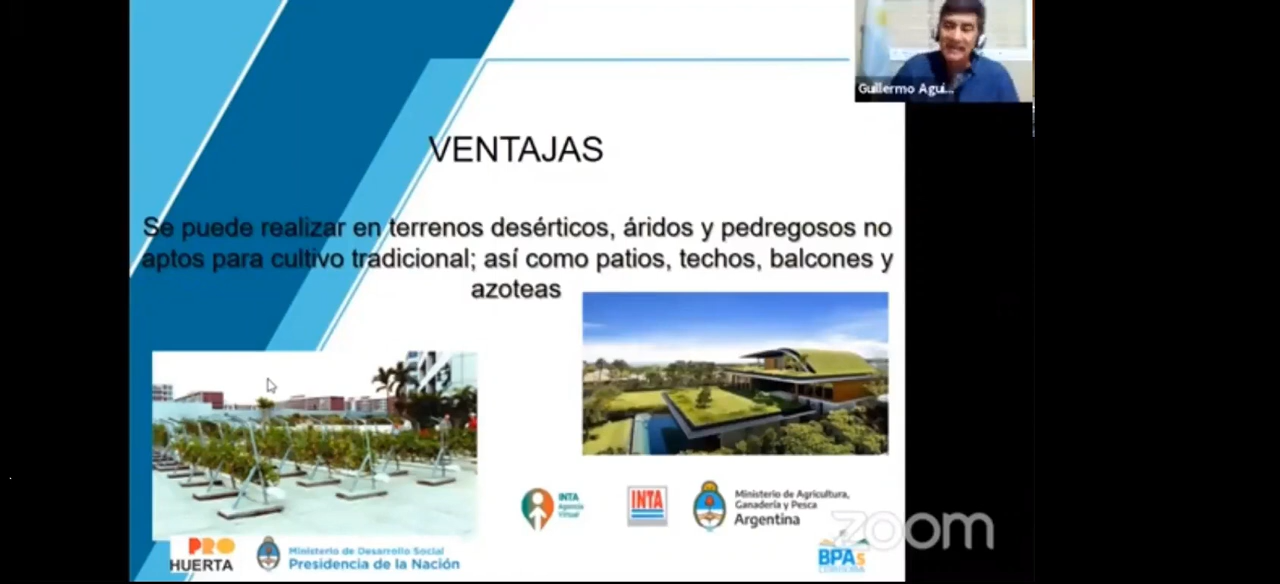 Guillermo Agui...
VENTAJAS
Se puede realizar en terrenos desérticos, áridos y pedregosos no
aptos para cultivo tradicional; así como patios, techos, balcones y
azoteas
INTA
Agencia
Virtual
INTA
Ministerio de Agricultura,
Ganadería y Pesca
Argentina
zoom
PRO
HUERTA
Ministerio de Desarrollo Social
Presidencia de la Nación
BPAs